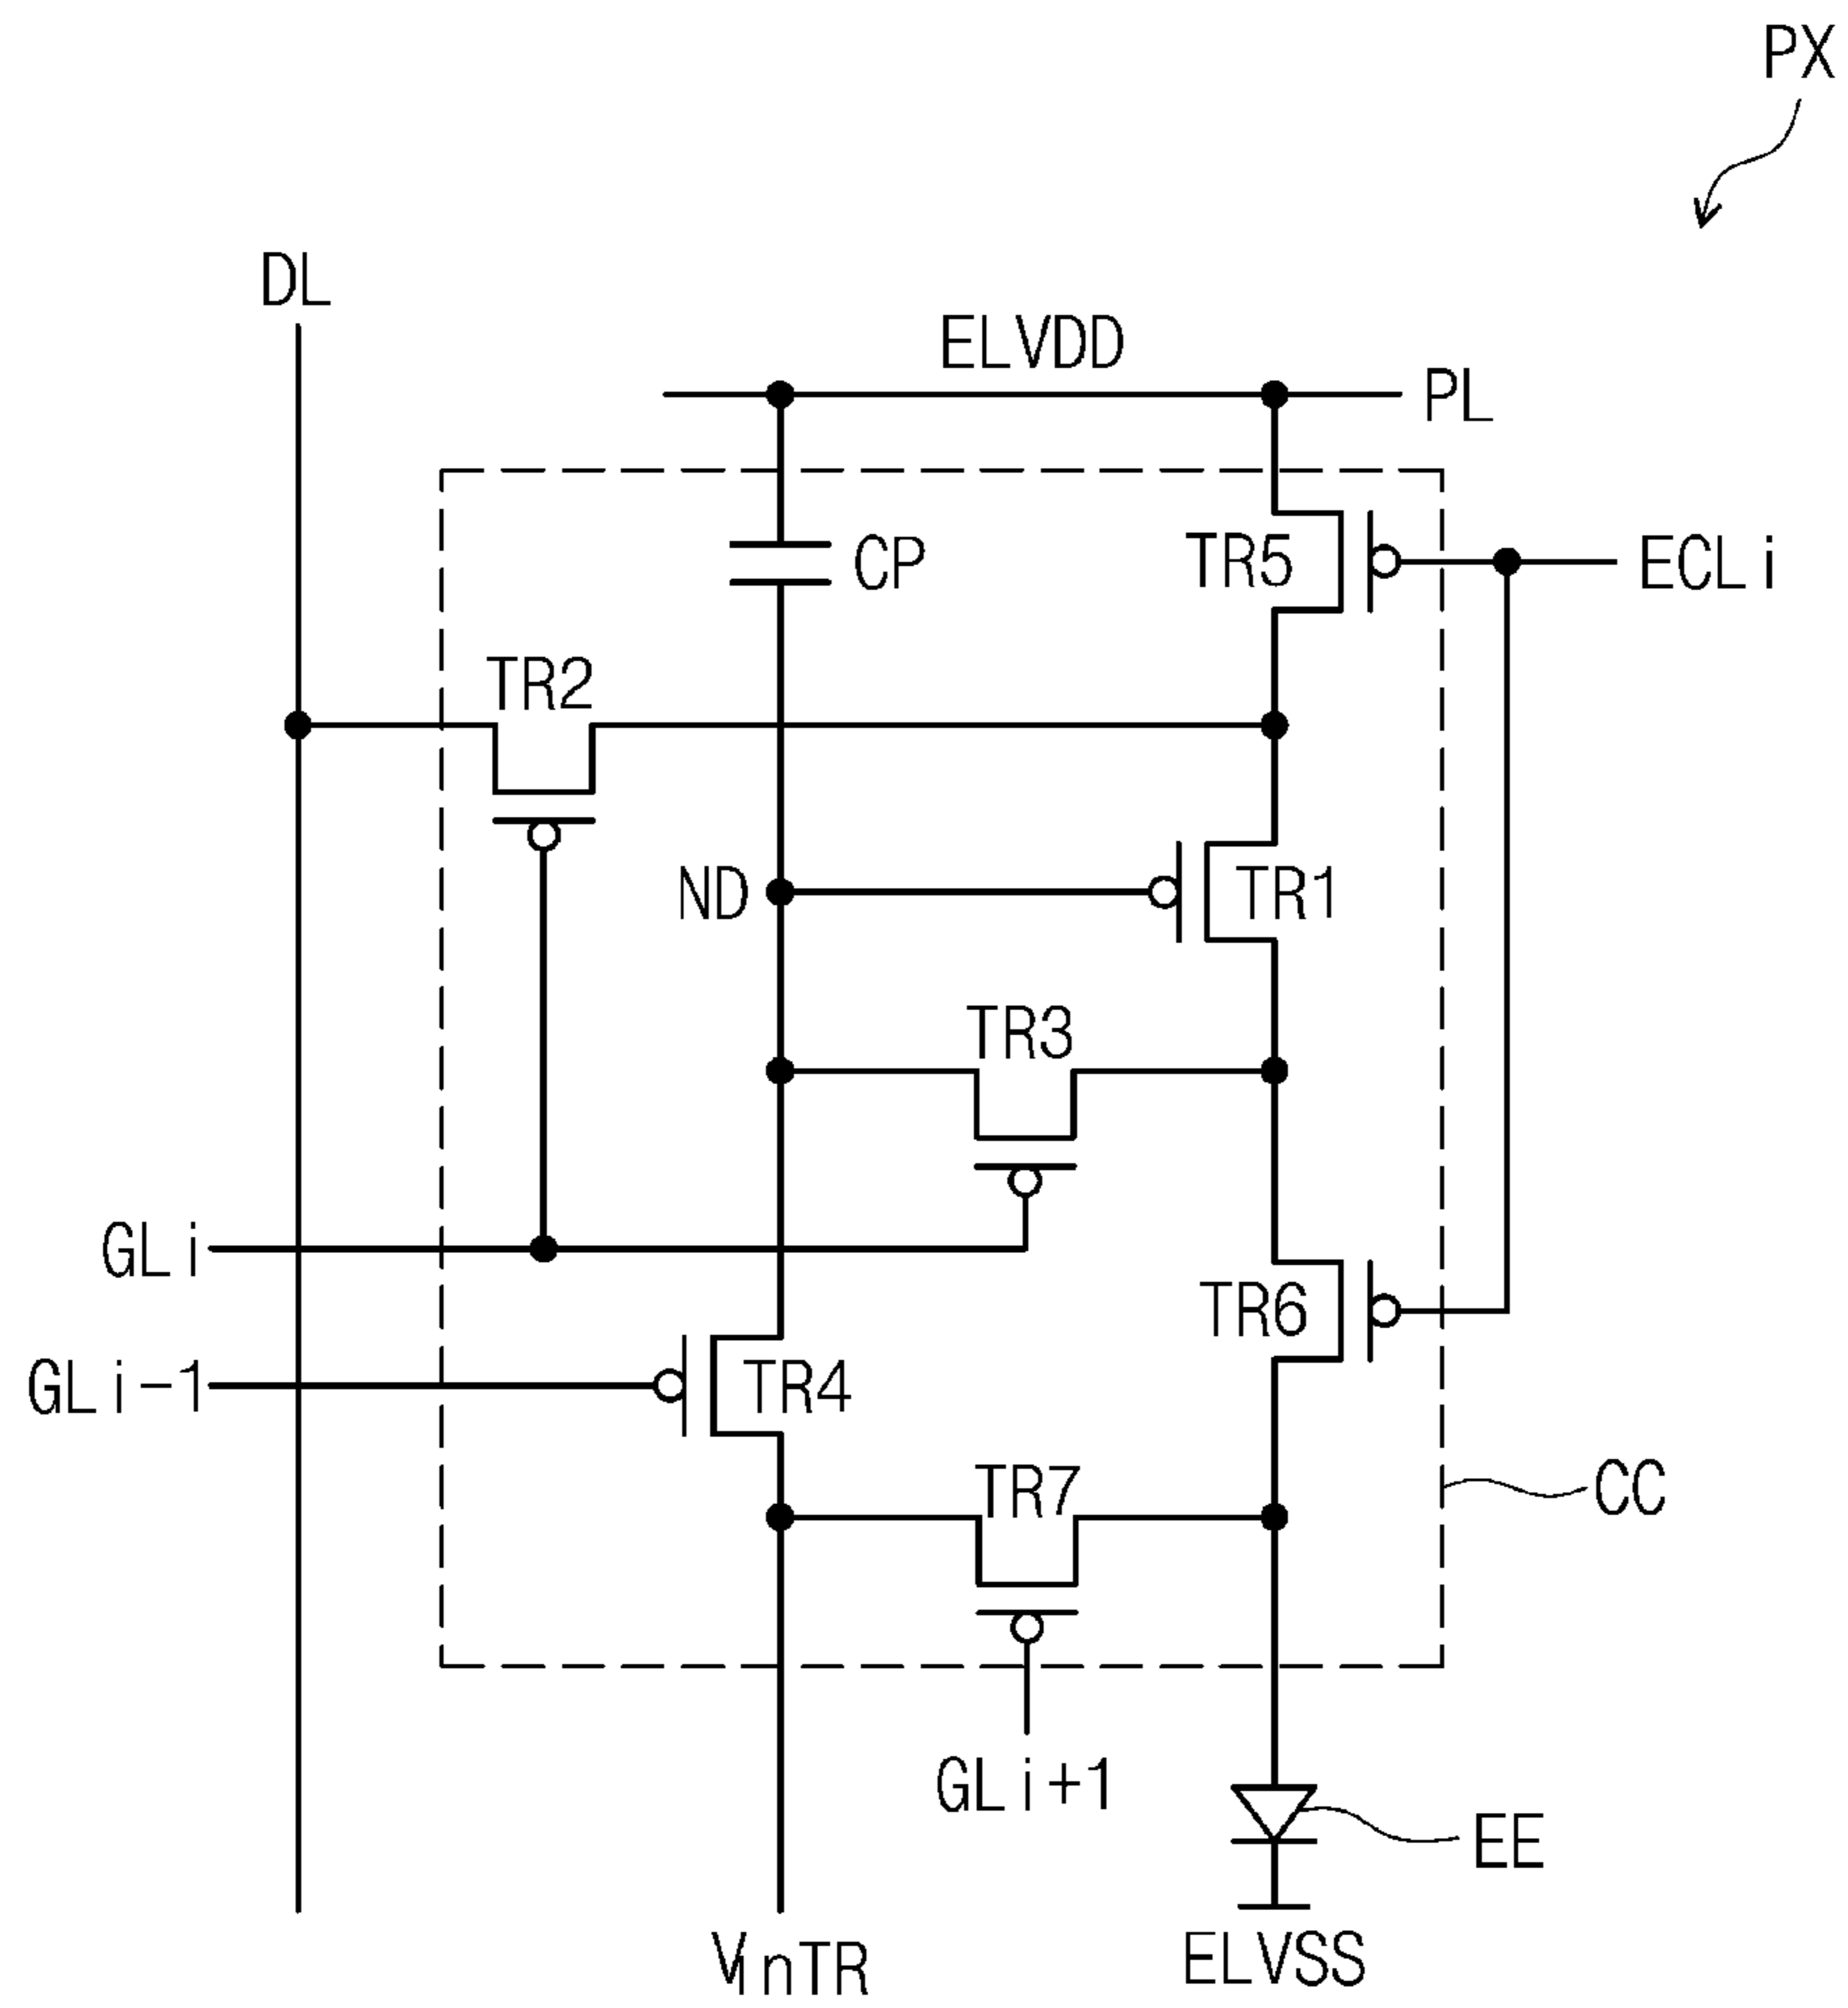 PX
DL
ELVDD
PL
CP
TR5
ECLi
TR2
ND
TR1
TR3
GLi
TR6
GLi-1
TR4
TR7
CC
GLi+1
EE
VinTR
ELVSS